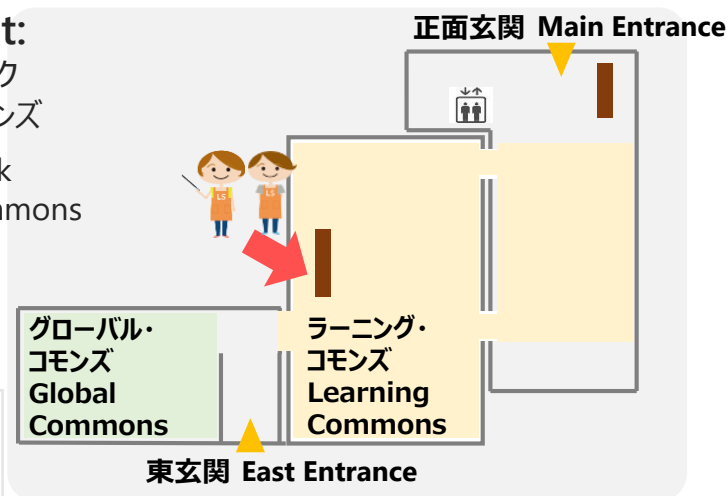 t:
ク
ンズ
k
mmons
正面玄関 Main Entrance
LS
LS
グローバル・
コモンズ
Global
Commons
ラーニング・
コモンズ
Learning
Commons
東玄関 East Entrance